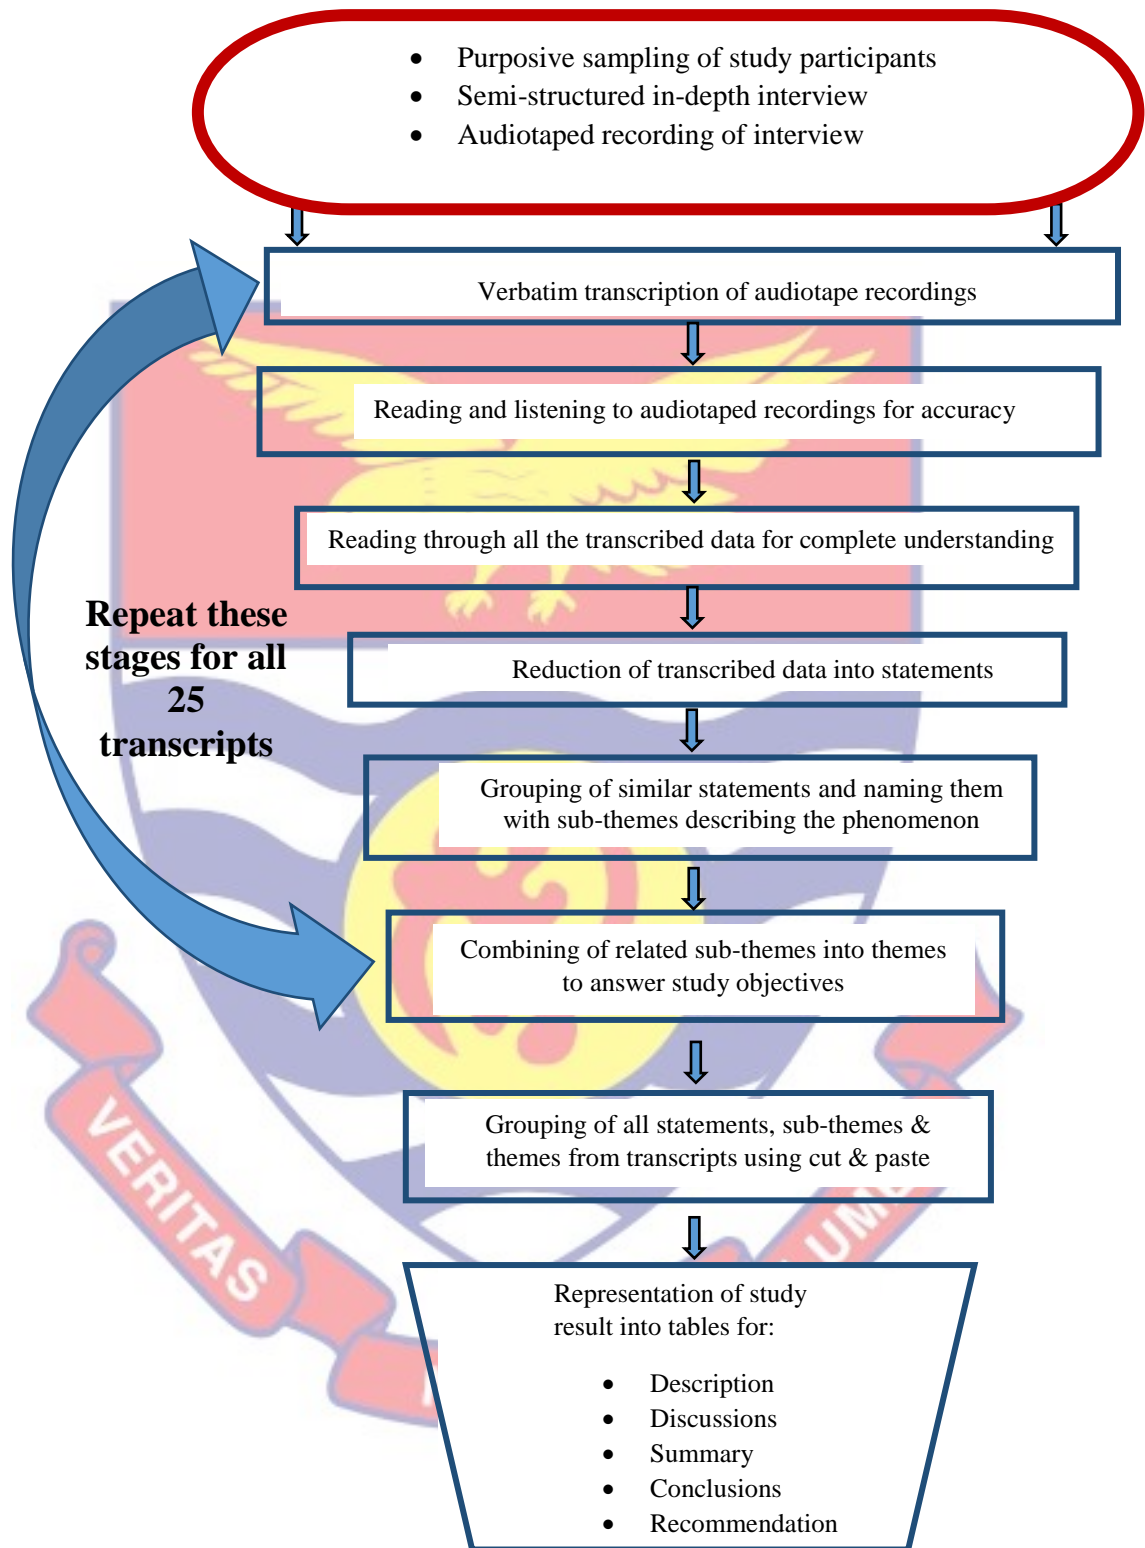 • Purposive sampling of study participants
• Semi-structured in-depth interview
• Audiotaped recording of interview
Verbatim transcription of audiotape recordings
Reading and listening to audiotaped recordings for accuracy
Reading through all the transcribed data for complete understanding
Repeat these
stages for all
25
transcripts
Reduction of transcribed data into statements
Grouping of similar statements and naming them
with sub-themes describing the phenomenon
Combining of related sub-themes into themes
to answer study objectives
Grouping of all statements, sub-themes &
themes from transcripts using cut & paste
VERITAS
Representation of study
result into tables for:
• Description
• Discussions
• Summary
• Conclusions
• Recommendation